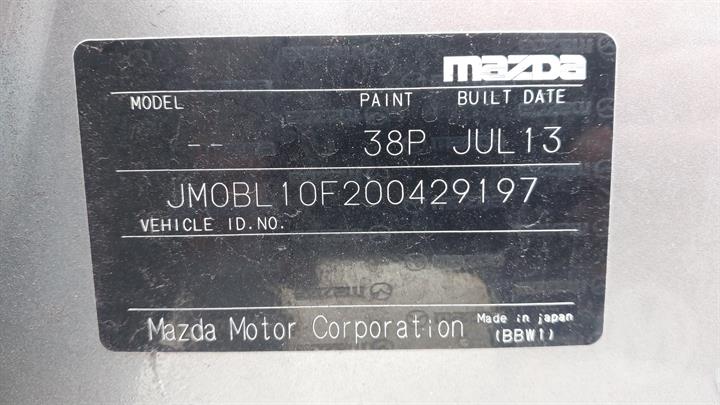 mazda
MODEL PAINT BUILT DATE
-- 38P JUL13
JM0BL10F200429197
VEHICLE ID.NO.
Mazda Motor Corporation Made in japan
(BBW1)